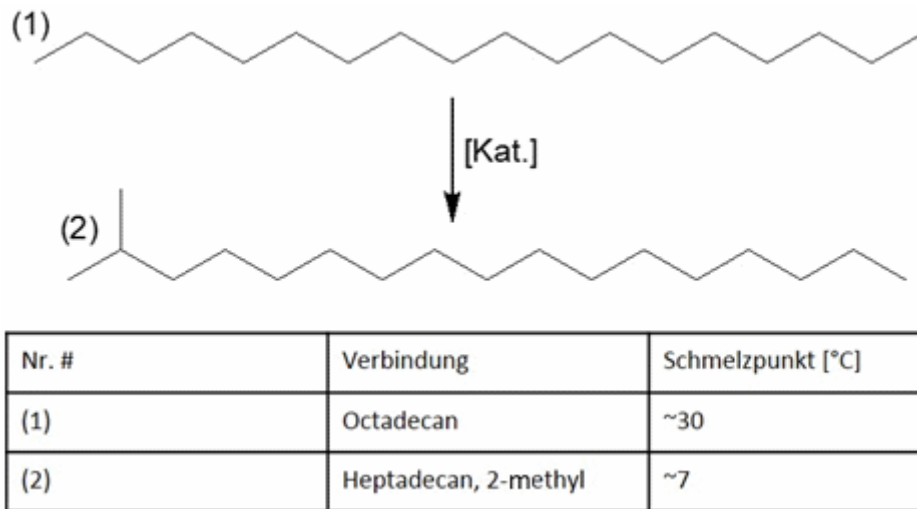 (1)
[Kat.]
(2)
Nr. # Verbindung Schmelzpunkt [°C]
(1) Octadecan ~30
(2) Heptadecan, 2-methyl ~7